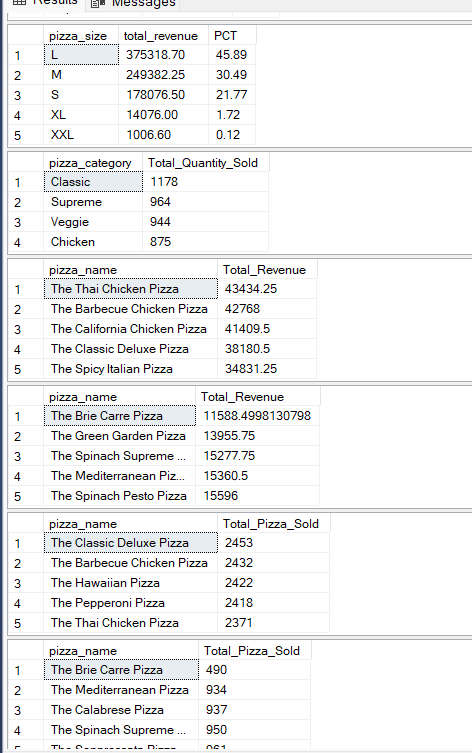 Results Messages
pizza_size total_revenue PCT
1 L 375318.70 45.89
2 M 249382.25 30.49
3 S 178076.50 21.77
4 XL 14076.00 1.72
5 XXL 1006.60 0.12
pizza_category Total_Quantity_Sold
1 Classic 1178
2 Supreme 964
3 Veggie 944
4 Chicken 875
pizza_name Total_Revenue
1 The Thai Chicken Pizza 43434.25
2 The Barbecue Chicken Pizza 42768
3 The California Chicken Pizza 41409.5
4 The Classic Deluxe Pizza 38180.5
5 The Spicy Italian Pizza 34831.25
pizza_name Total_Revenue
1 The Brie Carre Pizza 11588.4998130798
2 The Green Garden Pizza 13955.75
3 The Spinach Supreme ... 15277.75
4 The Mediterranean Piz... 15360.5
5 The Spinach Pesto Pizza 15596
pizza_name Total_Pizza_Sold
1 The Classic Deluxe Pizza 2453
2 The Barbecue Chicken Pizza 2432
3 The Hawaiian Pizza 2422
4 The Pepperoni Pizza 2418
5 The Thai Chicken Pizza 2371
pizza_name Total_Pizza_Sold
1 The Brie Carre Pizza 490
2 The Mediterranean Pizza 934
3 The Calabrese Pizza 937
4 The Spinach Supreme ... 950
5 The Soppressata Pizza 961